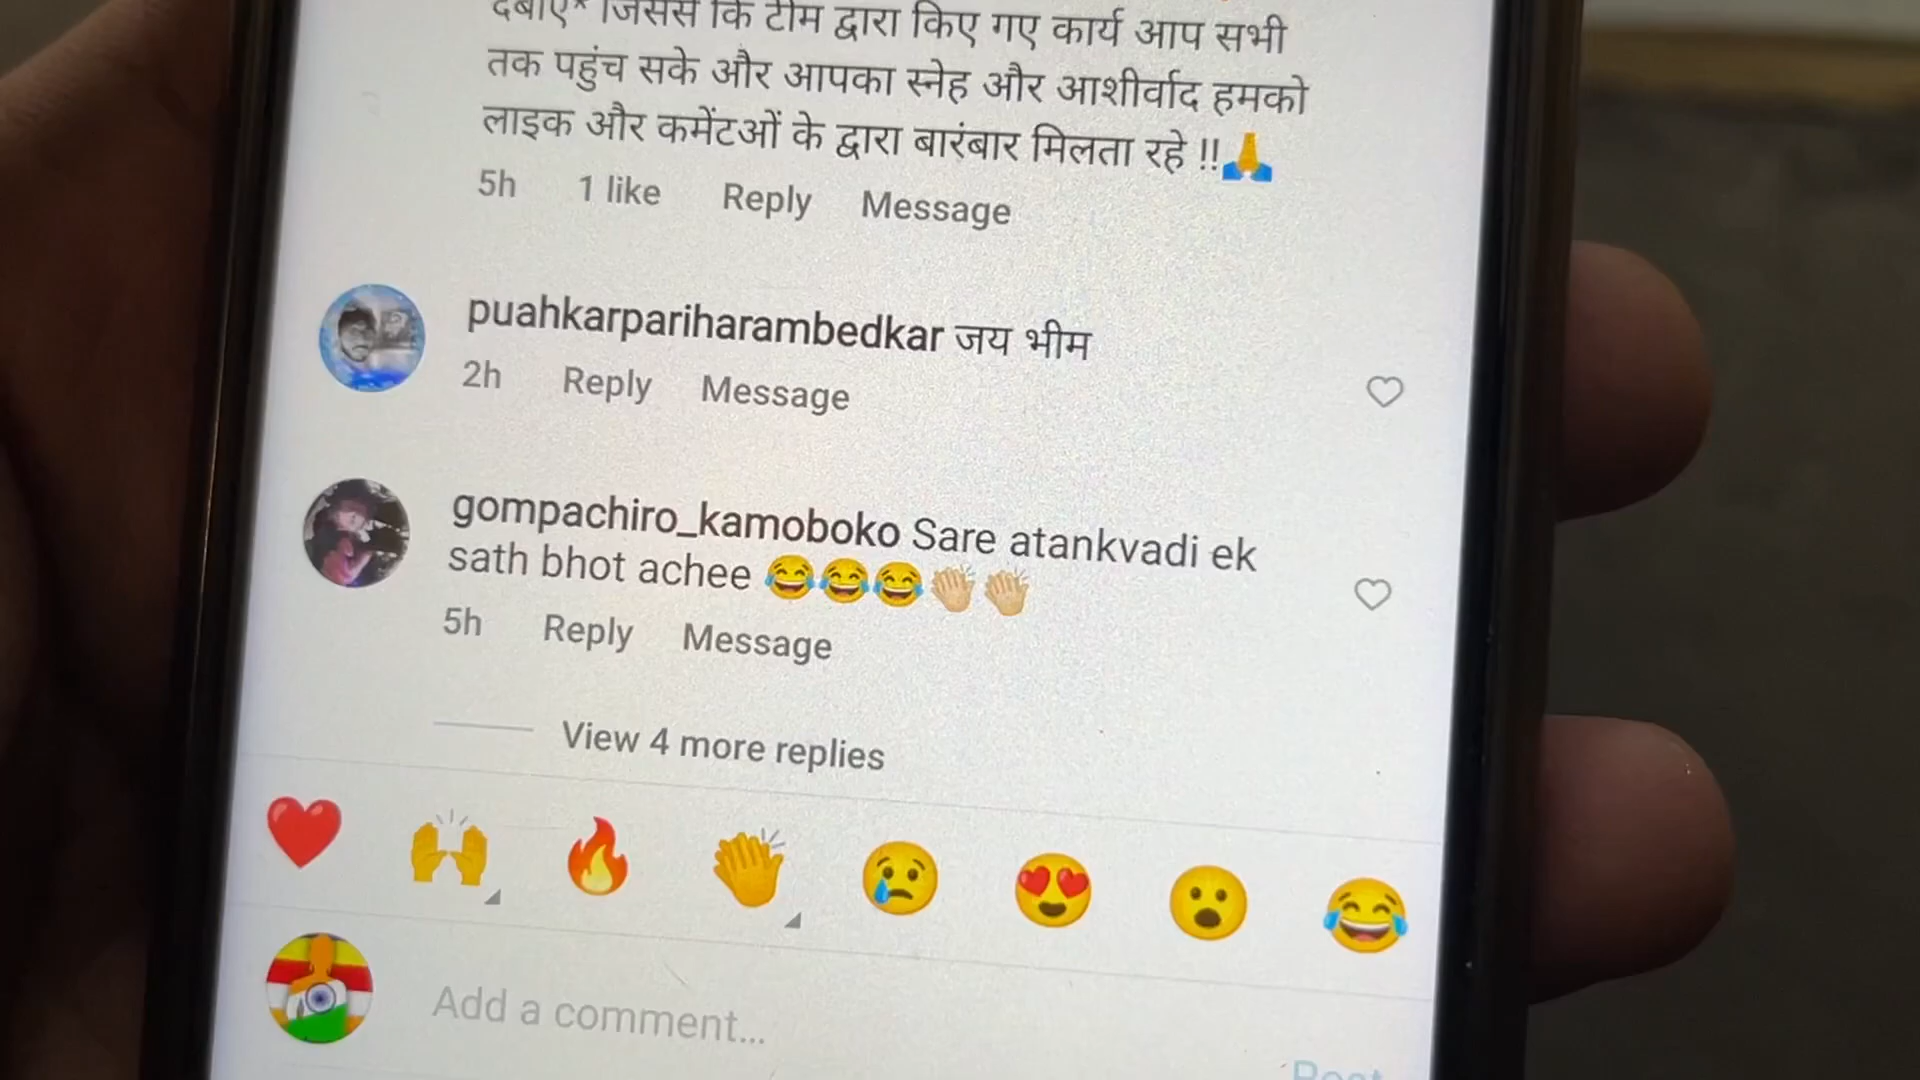 दबाएं* जिससे कि टीम द्वारा किए गए कार्य आप सभी
तक पहुंच सके और आपका स्नेह और आशीर्वाद हमको
लाइक और कमेंटओं के द्वारा बारंबार मिलता रहे !!🙏
5h 1 like Reply Message
puahkarpariharambedkar जय भीम
2h Reply Message
gompachiro_kamoboko Sare atankvadi ek
sath bhot achee 😂😂😂👏🏼👏🏼
5h Reply Message
View 4 more replies
Add a comment...
Post